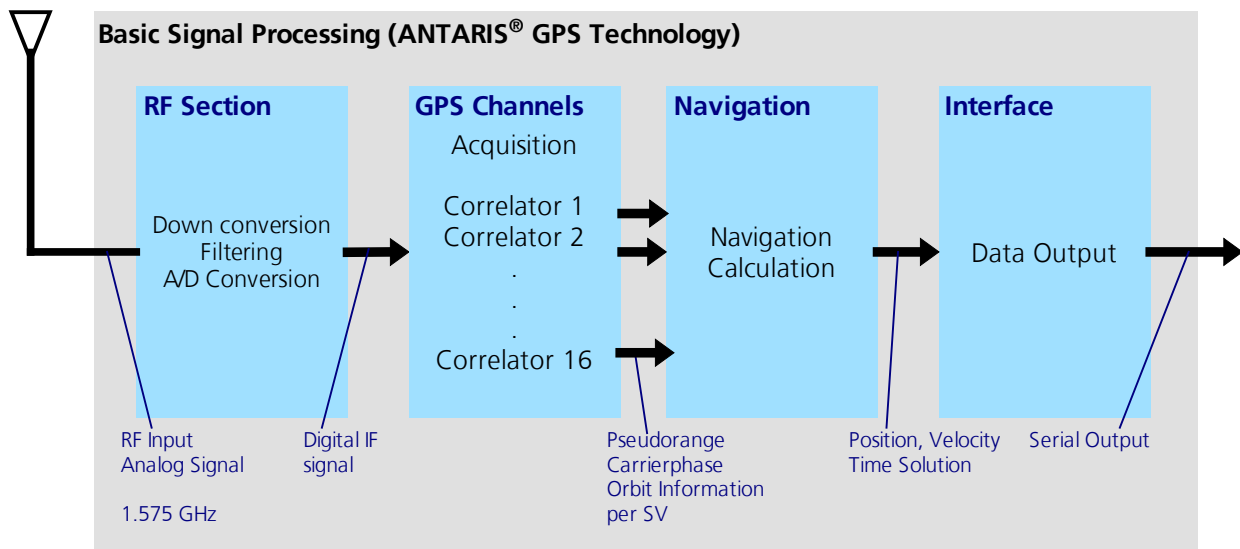 Basic Signal Processing (ANTARIS® GPS Technology)
RF Section
Down conversion
Filtering
A/D Conversion
GPS Channels
Acquisition
Correlator 1
Correlator 2
.
.
.
Correlator 16
Navigation
Navigation
Calculation
Interface
Data Output
RF Input
Analog Signal
1.575 GHz
Digital IF
signal
Pseudorange
Carrierphase
Orbit Information
per SV
Position, Velocity
Time Solution
Serial Output